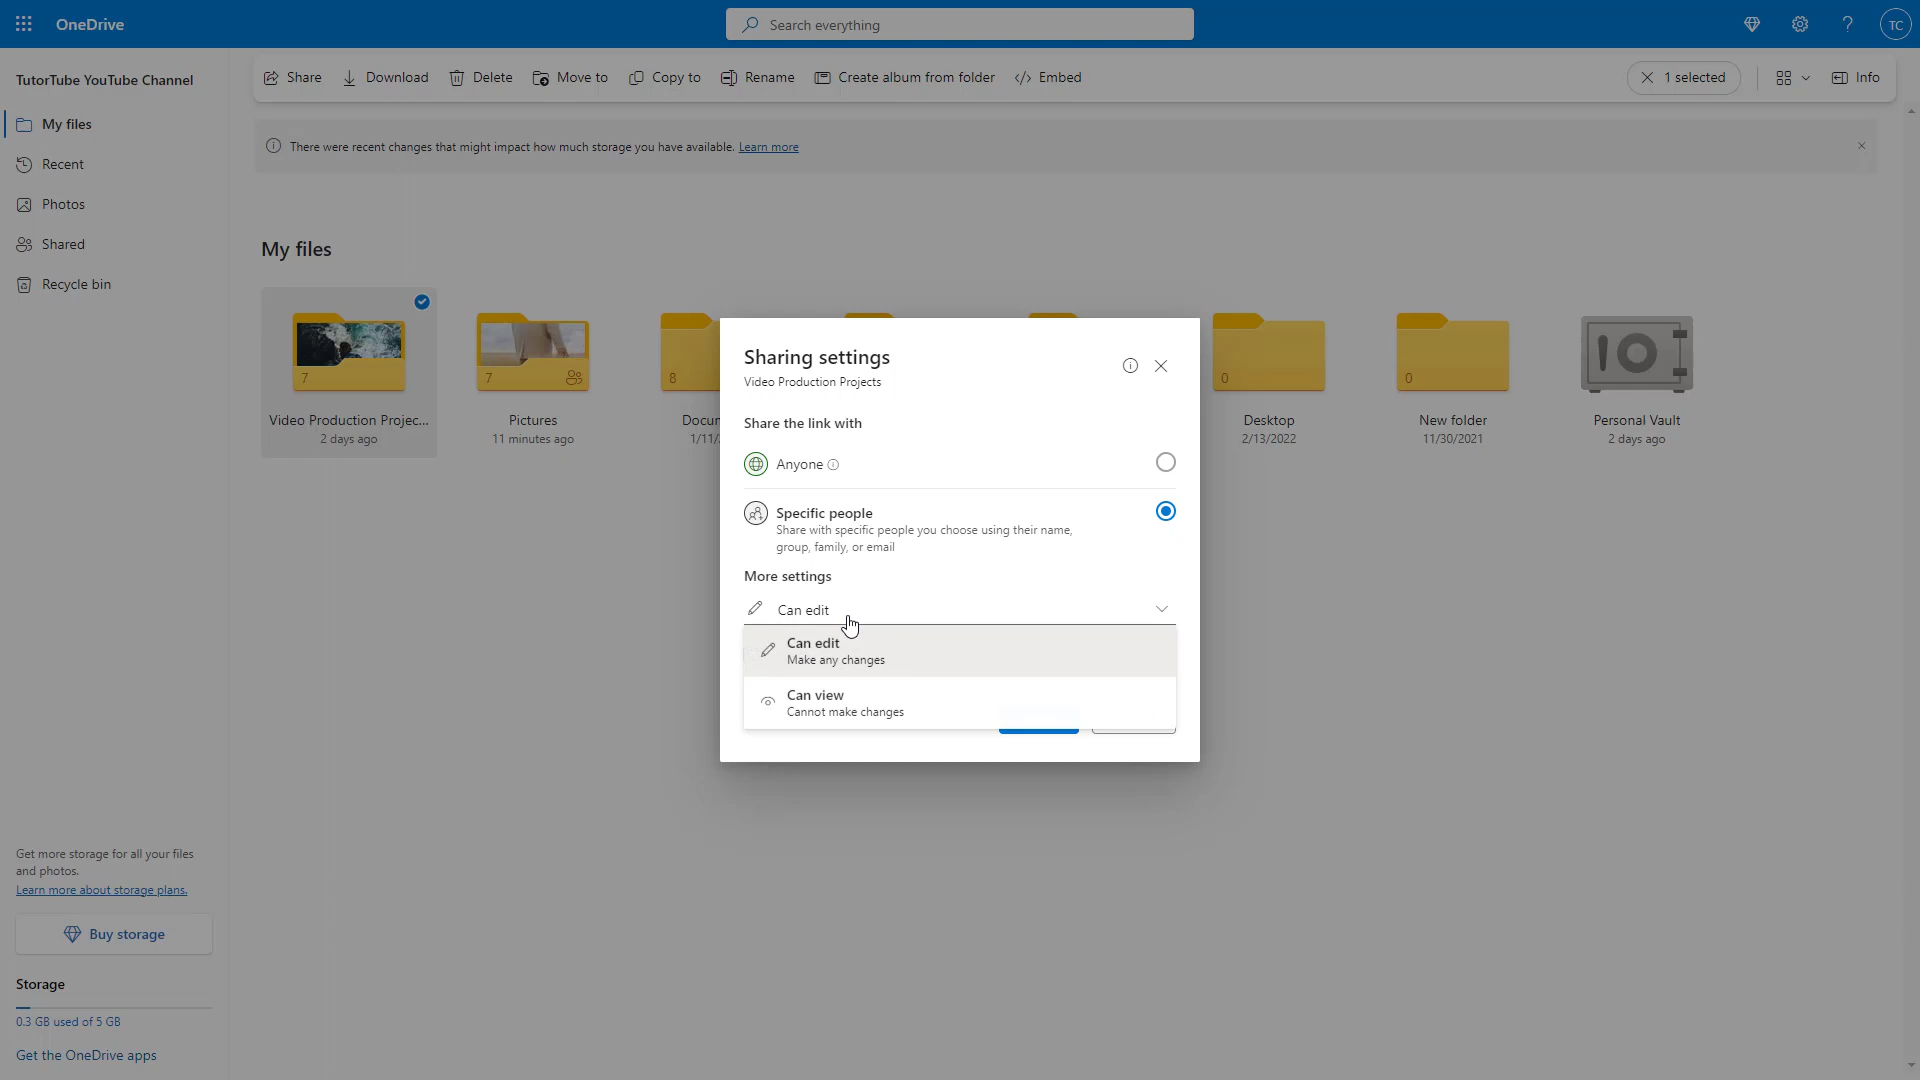 OneDrive
Search everything
TC
TutorTube YouTube Channel
Share
Download
Delete
Move to
Copy to
Rename
Create album from folder
Embed
1 selected
Info
My files
Recent
Photos
Shared
Recycle bin
There were recent changes that might impact how much storage you have available. Learn more
My files
7
Video Production Projec...
2 days ago
7
Pictures
11 minutes ago
8
Docun
1/11/
0
Desktop
2/13/2022
0
New folder
11/30/2021
Personal Vault
2 days ago
Sharing settings
Video Production Projects
Share the link with
Anyone
Specific people
Share with specific people you choose using their name,
group, family, or email
More settings
Can edit
Can edit
Make any changes
Can view
Cannot make changes
Get more storage for all your files
and photos.
Learn more about storage plans.
Buy storage
Storage
0.3 GB used of 5 GB
Get the OneDrive apps